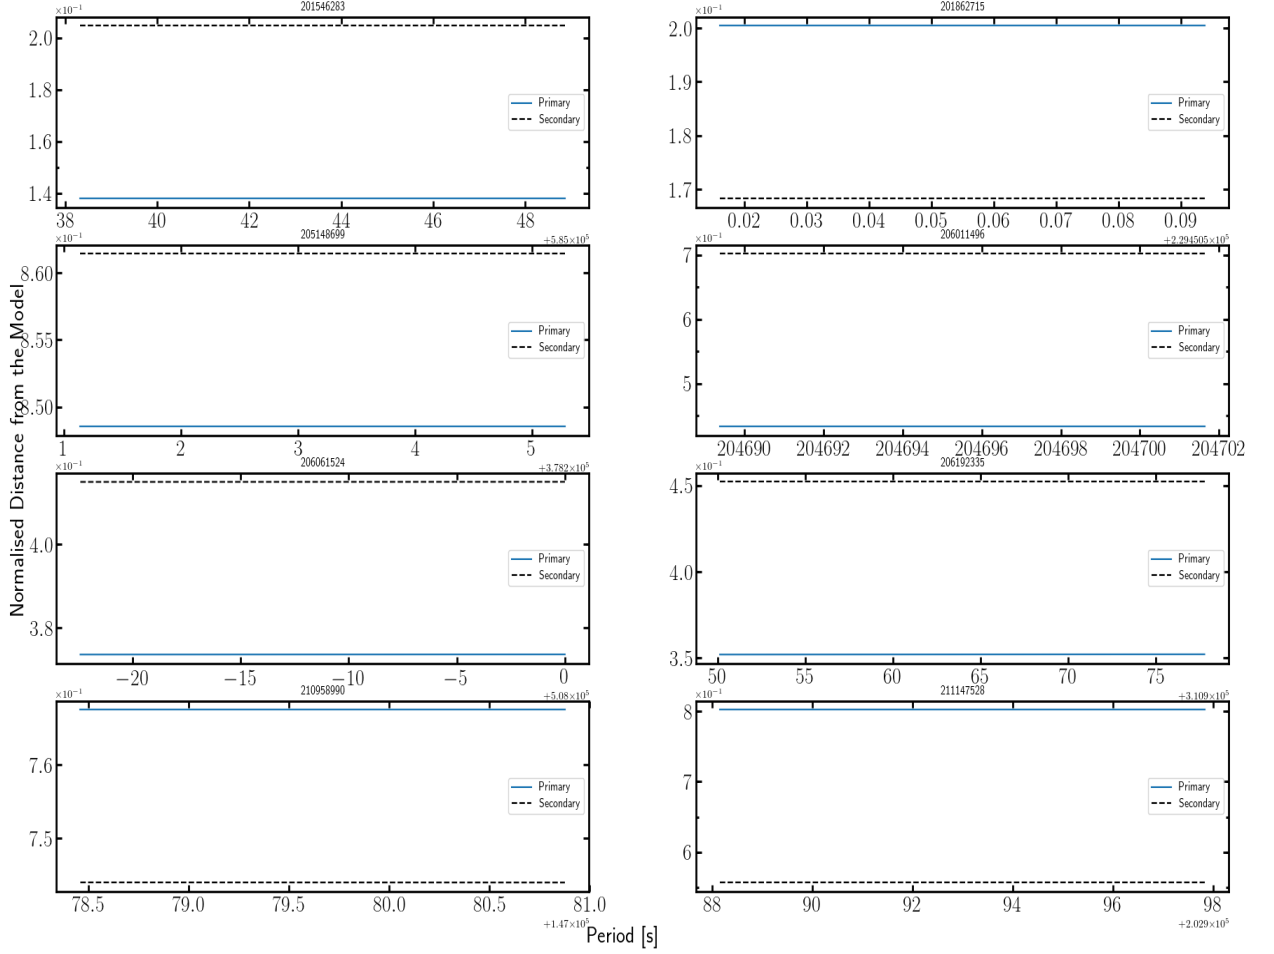 201546283
×10⁻¹
2.0
1.8
1.6
1.4
Primary
Secondary
38 40 42 44 46 48
+5.85×10⁵
201862715
×10⁻¹
2.0
1.9
1.8
1.7
Primary
Secondary
0.02 0.03 0.04 0.05 0.06 0.07 0.08 0.09
+2.294505×10⁵
205148699
×10⁻¹
8.60
8.55
8.50
Primary
Secondary
1 2 3 4 5
+3.782×10⁵
206011496
×10⁻¹
7
6
5
Primary
Secondary
204690 204692 204694 204696 204698 204700 204702
Normalised Distance from the Model
206061524
×10⁻¹
4.0
3.8
Primary
Secondary
−20 −15 −10 −5 0
+5.08×10⁵
206192335
×10⁻¹
4.5
4.0
3.5
Primary
Secondary
50 55 60 65 70 75
+3.109×10⁵
210958990
×10⁻¹
7.6
7.5
Primary
Secondary
78.5 79.0 79.5 80.0 80.5 81.0
+1.47×10⁵
211147528
×10⁻¹
8
7
6
Primary
Secondary
88 90 92 94 96 98
+2.029×10⁵
Period [s]